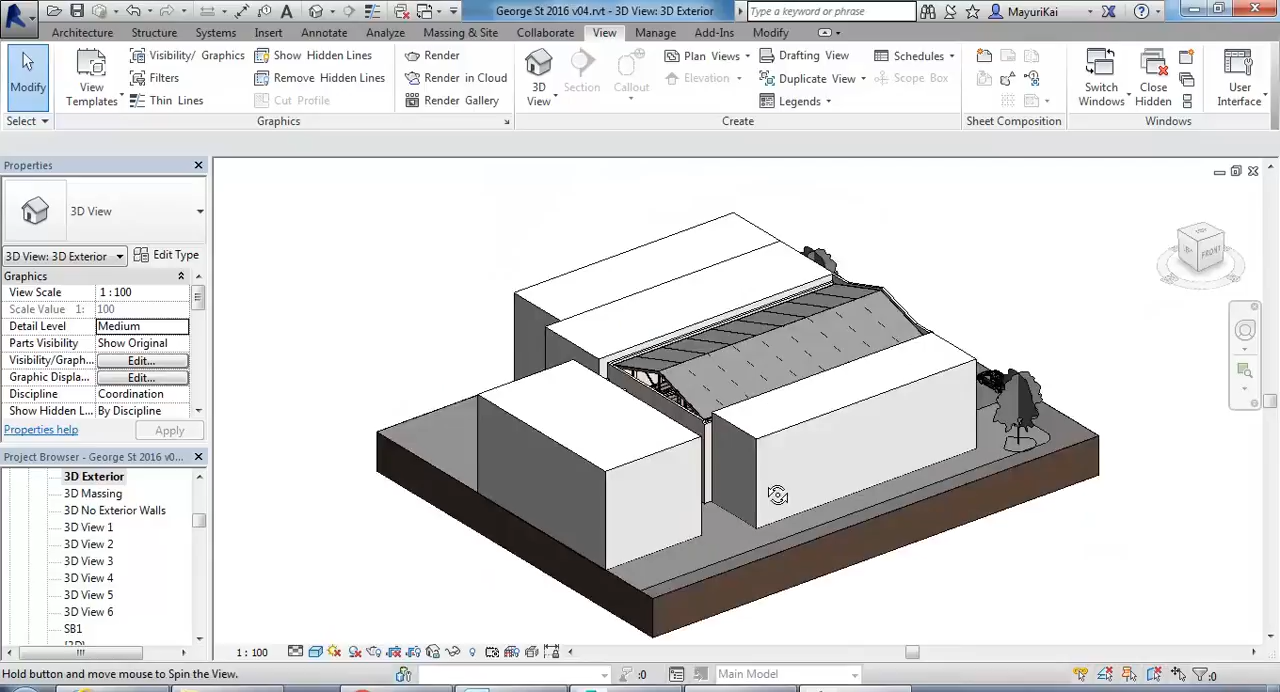 George St 2016 v04.rvt - 3D View: 3D Exterior
Type a keyword or phrase
MayuriKai
Architecture Structure Systems Insert Annotate Analyze Massing & Site Collaborate View Manage Add-Ins Modify
Modify
Select
View Templates
Visibility/ Graphics
Filters
Thin Lines
Show Hidden Lines
Remove Hidden Lines
Cut Profile
Graphics
Render
Render in Cloud
Render Gallery
3D View
Section
Callout
Plan Views
Elevation
Drafting View
Duplicate View
Legends
Schedules
Scope Box
Create
Sheet Composition
Switch Windows
Close Hidden
Windows
User Interface
Properties
3D View
3D View: 3D Exterior
Edit Type
Graphics
View Scale 1 : 100
Scale Value 1: 100
Detail Level Medium
Parts Visibility Show Original
Visibility/Graph... Edit...
Graphic Displa... Edit...
Discipline Coordination
Show Hidden L... By Discipline
Properties help
Apply
Project Browser - George St 2016 v0...
3D Exterior
3D Massing
3D No Exterior Walls
3D View 1
3D View 2
3D View 3
3D View 4
3D View 5
3D View 6
SB1
FRONT
1 : 100
Hold button and move mouse to Spin the View.
:0
Main Model
:0